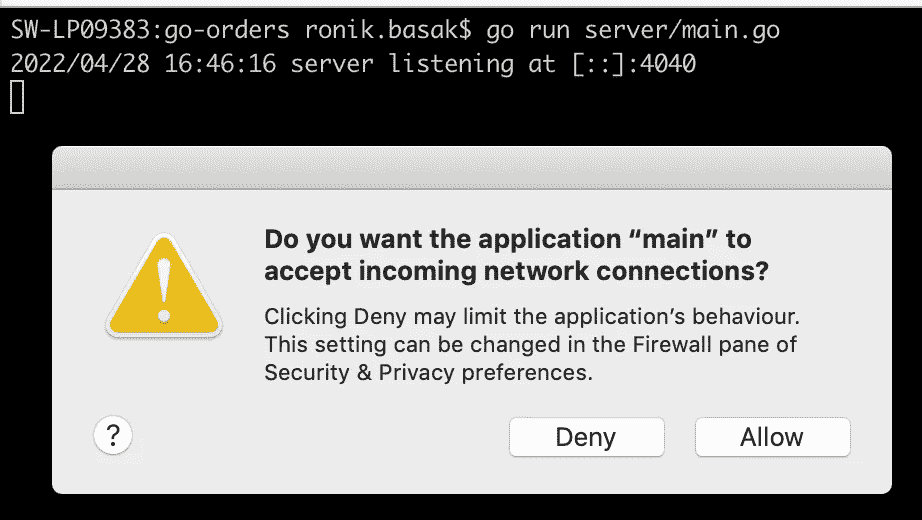 SW-LP09383:go-orders ronik.basak$ go run server/main.go
2022/04/28 16:46:16 server listening at [::]:4040
Do you want the application “main” to
accept incoming network connections?
Clicking Deny may limit the application’s behaviour.
This setting can be changed in the Firewall pane of
Security & Privacy preferences.
?
Deny
Allow